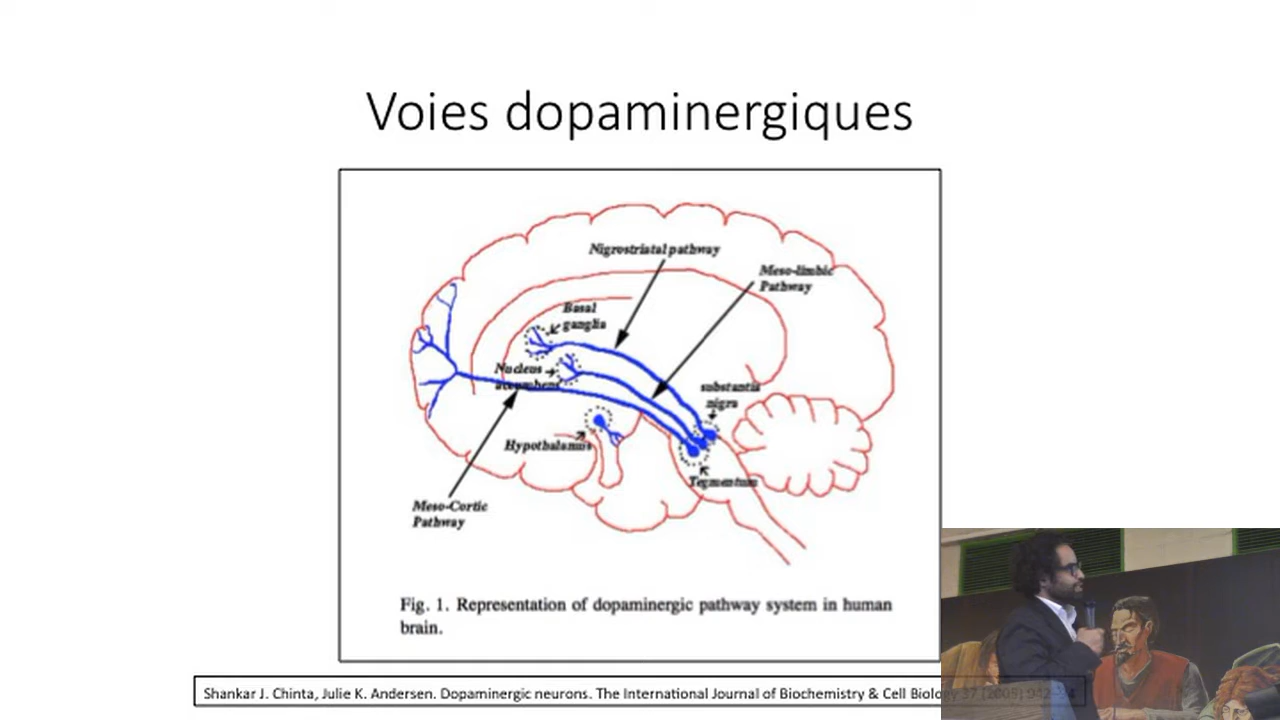 Voies dopaminergiques
Nigrostriatal pathway
Meso-limbic
Pathway
Basal
ganglia
Nucleus
accumbens
substantia
nigra
Hypothalamus
Tegmentum
Meso-Cortic
Pathway
Fig. 1. Representation of dopaminergic pathway system in human
brain.
Shankar J. Chinta, Julie K. Andersen. Dopaminergic neurons. The International Journal of Biochemistry & Cell Biology 37 (2005)